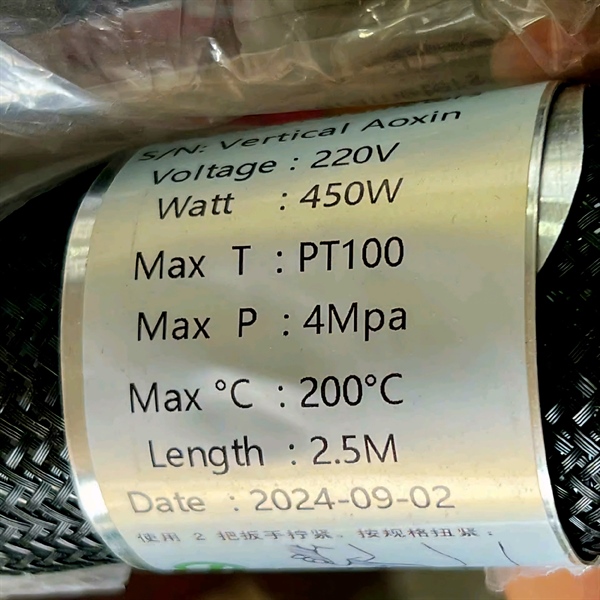 S/N: Vertical Aoxin
Voltage : 220V
Watt : 450W
Max T : PT100
Max P : 4Mpa
Max °C : 200°C
Length : 2.5M
Date : 2024-09-02
使用 2 把扳手拧紧，按规格扭紧：